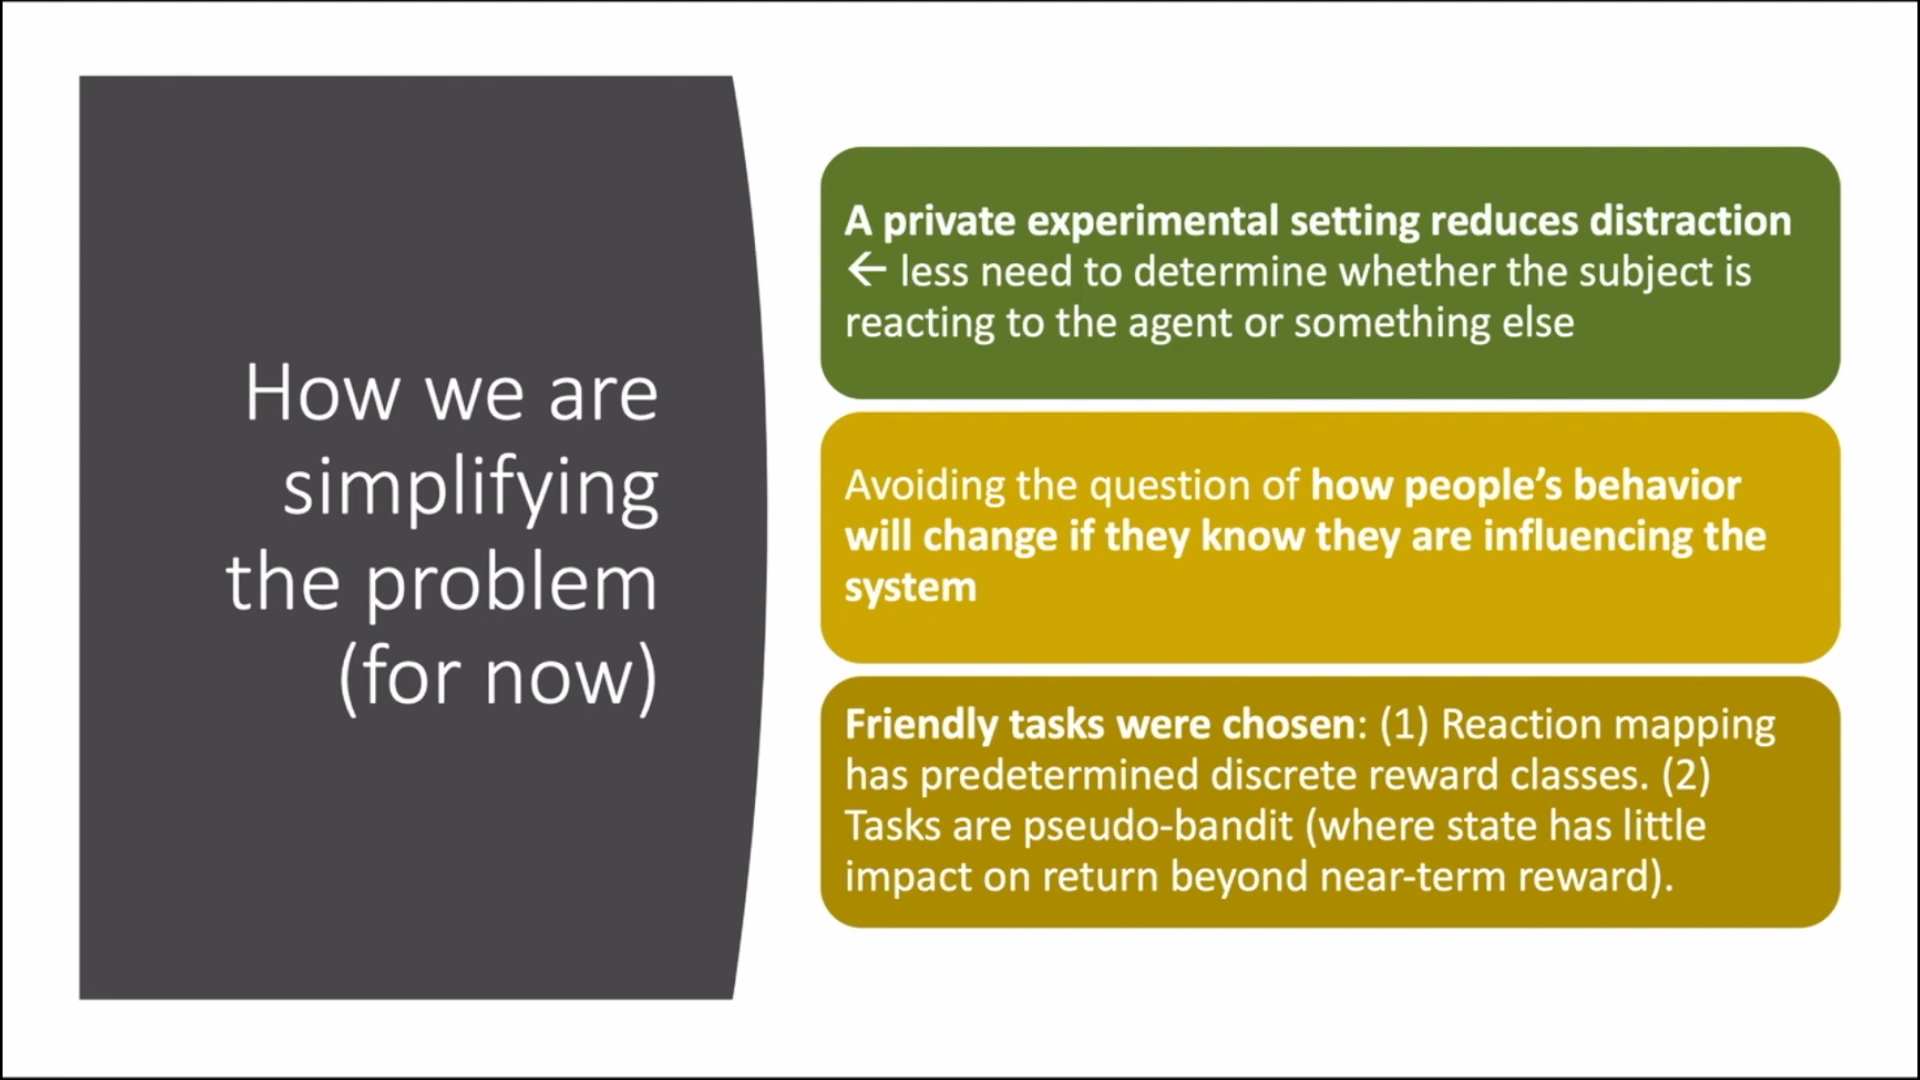 How we are
simplifying
the problem
(for now)
A private experimental setting reduces distraction
← less need to determine whether the subject is
reacting to the agent or something else
Avoiding the question of how people’s behavior
will change if they know they are influencing the
system
Friendly tasks were chosen: (1) Reaction mapping
has predetermined discrete reward classes. (2)
Tasks are pseudo-bandit (where state has little
impact on return beyond near-term reward).